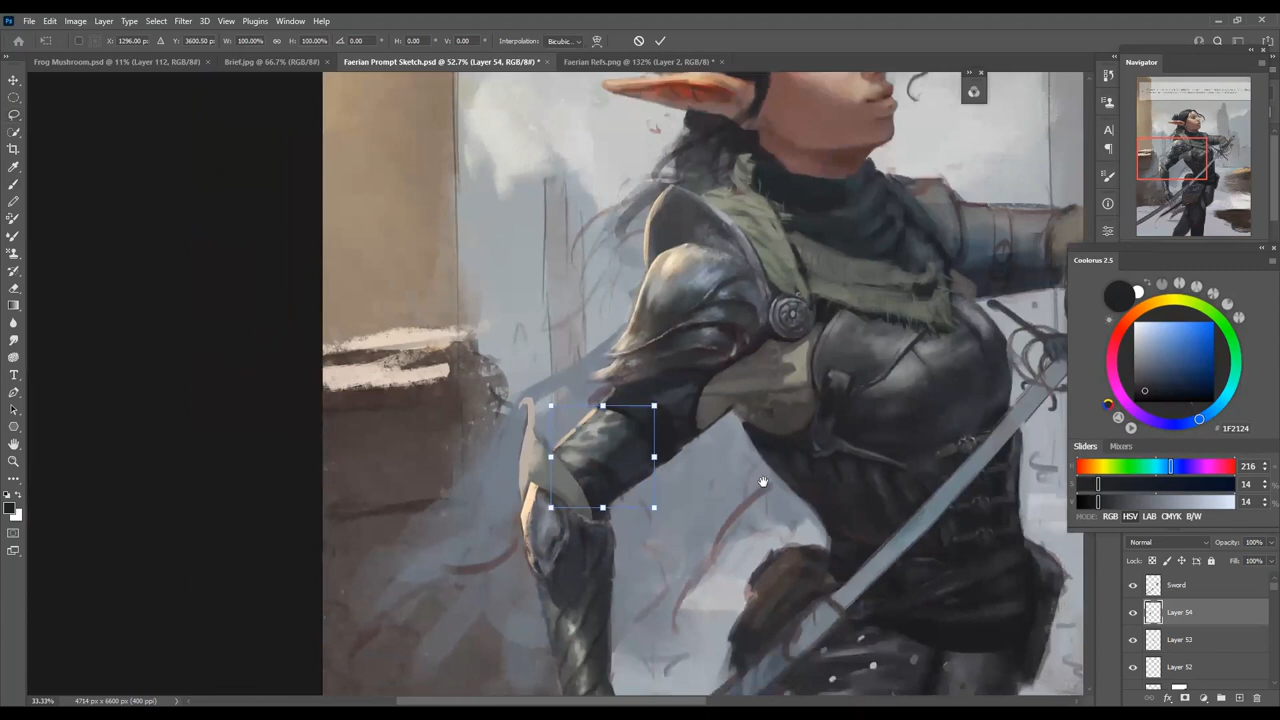 Ps File Edit Image Layer Type Select Filter 3D View Plugins Window Help
X: 1296.00 px Y: 3600.50 px W: 100.00% H: 100.00% 0.00 ° H: 0.00 ° V: 0.00 ° Interpolation: Bicubic
Frog Mushroom.psd @ 11% (Layer 112, RGB/8#) × Brief.jpg @ 66.7% (RGB/8#) × Faerian Prompt Sketch.psd @ 52.7% (Layer 54, RGB/8#) * × Faerian Refs.png @ 132% (Layer 2, RGB/8*) * ×
Navigator
Coolorus 2.5
1F2124
Sliders Mixers
H 216 °
S 14 %
V 14 %
MODE: RGB HSV LAB CMYK B/W
Normal Opacity: 100%
Lock: Fill: 100%
Sword
Layer 54
Layer 53
Layer 52
33.33% 4714 px x 6600 px (400 ppi) >